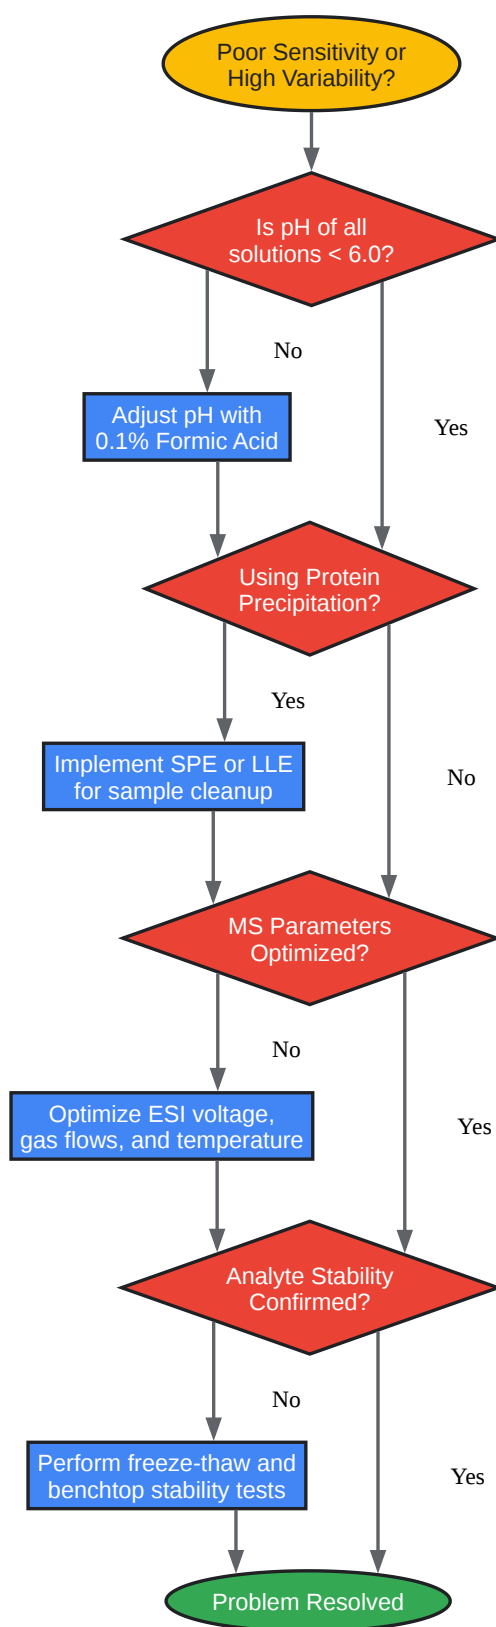 Poor Sensitivity or
High Variability?
Is pH of all
solutions < 6.0?
No
Adjust pH with
0.1% Formic Acid
Yes
Using Protein
Precipitation?
Yes
Implement SPE or LLE
for sample cleanup
No
MS Parameters
Optimized?
No
Optimize ESI voltage,
gas flows, and temperature
Yes
Analyte Stability
Confirmed?
No
Perform freeze-thaw and
benchtop stability tests
Yes
Problem Resolved